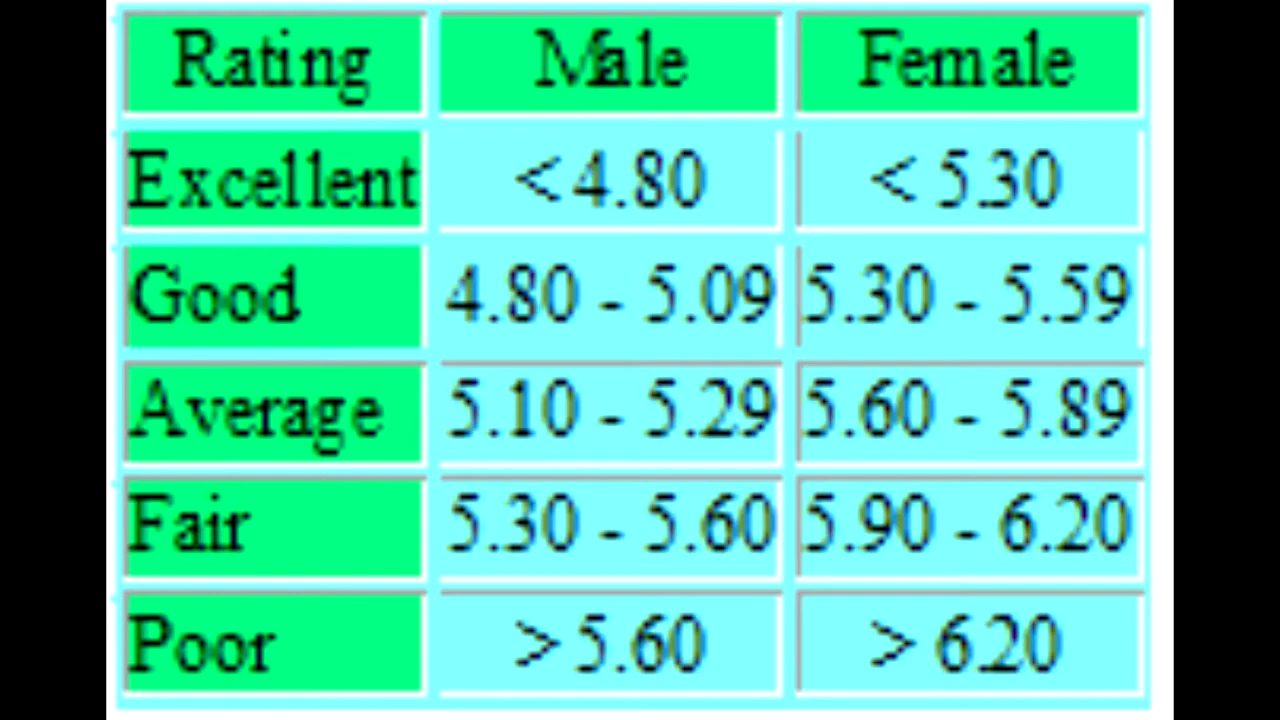 Rating Male Female
Excellent <4.80 < 5.30
Good 4.80 - 5.09 5.30 - 5.59
Average 5.10 - 5.29 5.60 - 5.89
Fair 5.30 - 5.60 5.90 - 6.20
Poor >5.60 > 6.20